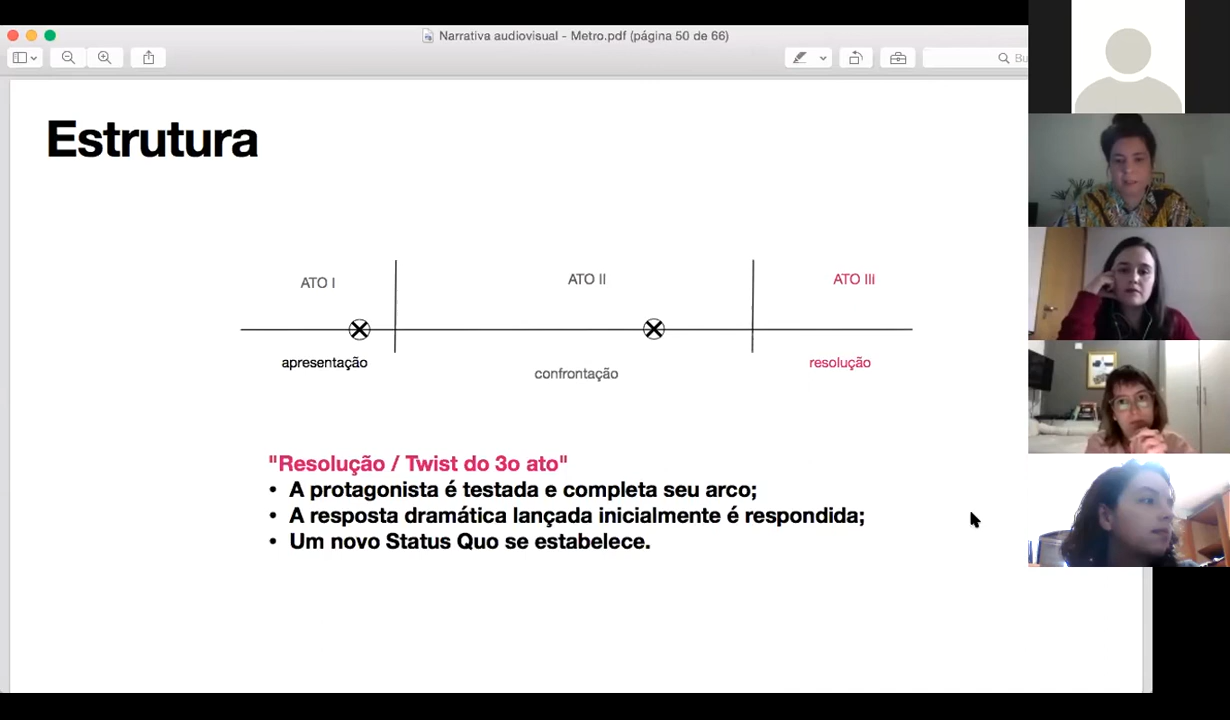 Narrativa audiovisual - Metro.pdf (página 50 de 66)
Bu
Estrutura
ATO I
ATO II
ATO IIi
apresentação
confrontação
resolução
"Resolução / Twist do 3o ato"
• A protagonista é testada e completa seu arco;
• A resposta dramática lançada inicialmente é respondida;
• Um novo Status Quo se estabelece.